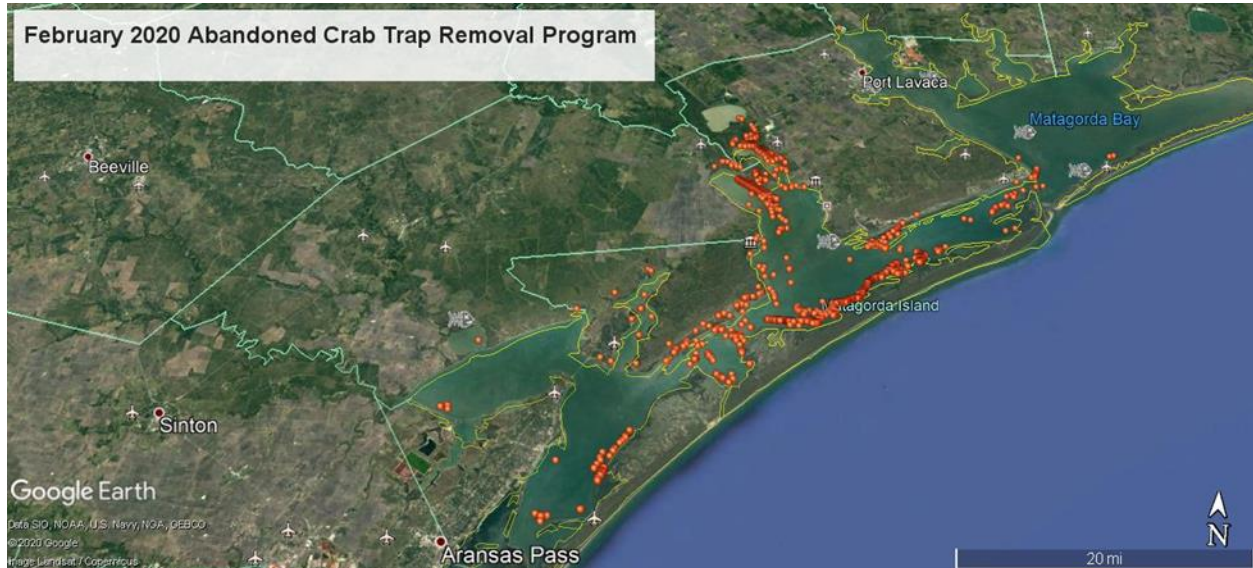 February 2020 Abandoned Crab Trap Removal Program
Port Lavaca
Matagorda Bay
Beeville
Matagorda Island
Sinton
Google Earth
Data SIO, NOAA, U.S. Navy, NGA, GEBCO
©2020 Google
Image Landsat / Copernicus
Aransas Pass
N
20 mi